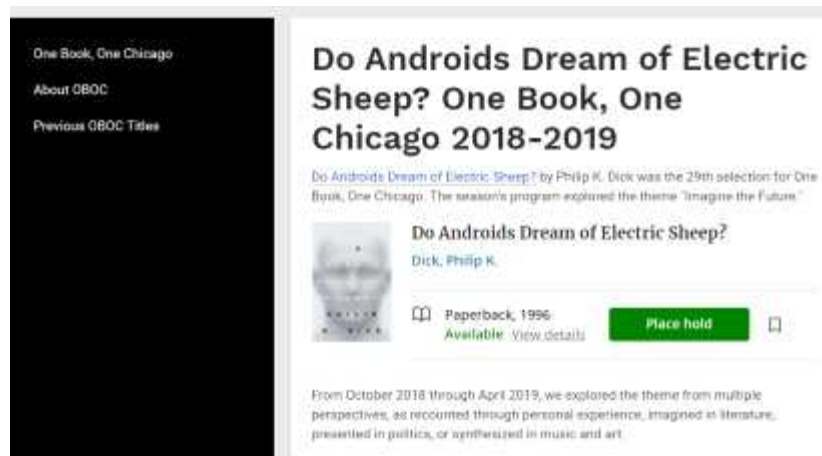 One Book, One Chicago
About OBOC
Previous OBOC Titles
Do Androids Dream of Electric
Sheep? One Book, One
Chicago 2018-2019
Do Androids Dream of Electric Sheep? by Philip K. Dick was the 29th selection for One
Book, One Chicago. The season's program explored the theme "Imagine the Future."
Do Androids Dream of Electric Sheep?
Dick, Philip K.
Paperback, 1996
Available View details
Place hold
From October 2018 through April 2019, we explored the theme from multiple
perspectives, as recounted through personal experience, imagined in literature,
presented in politics, or synthesized in music and art.